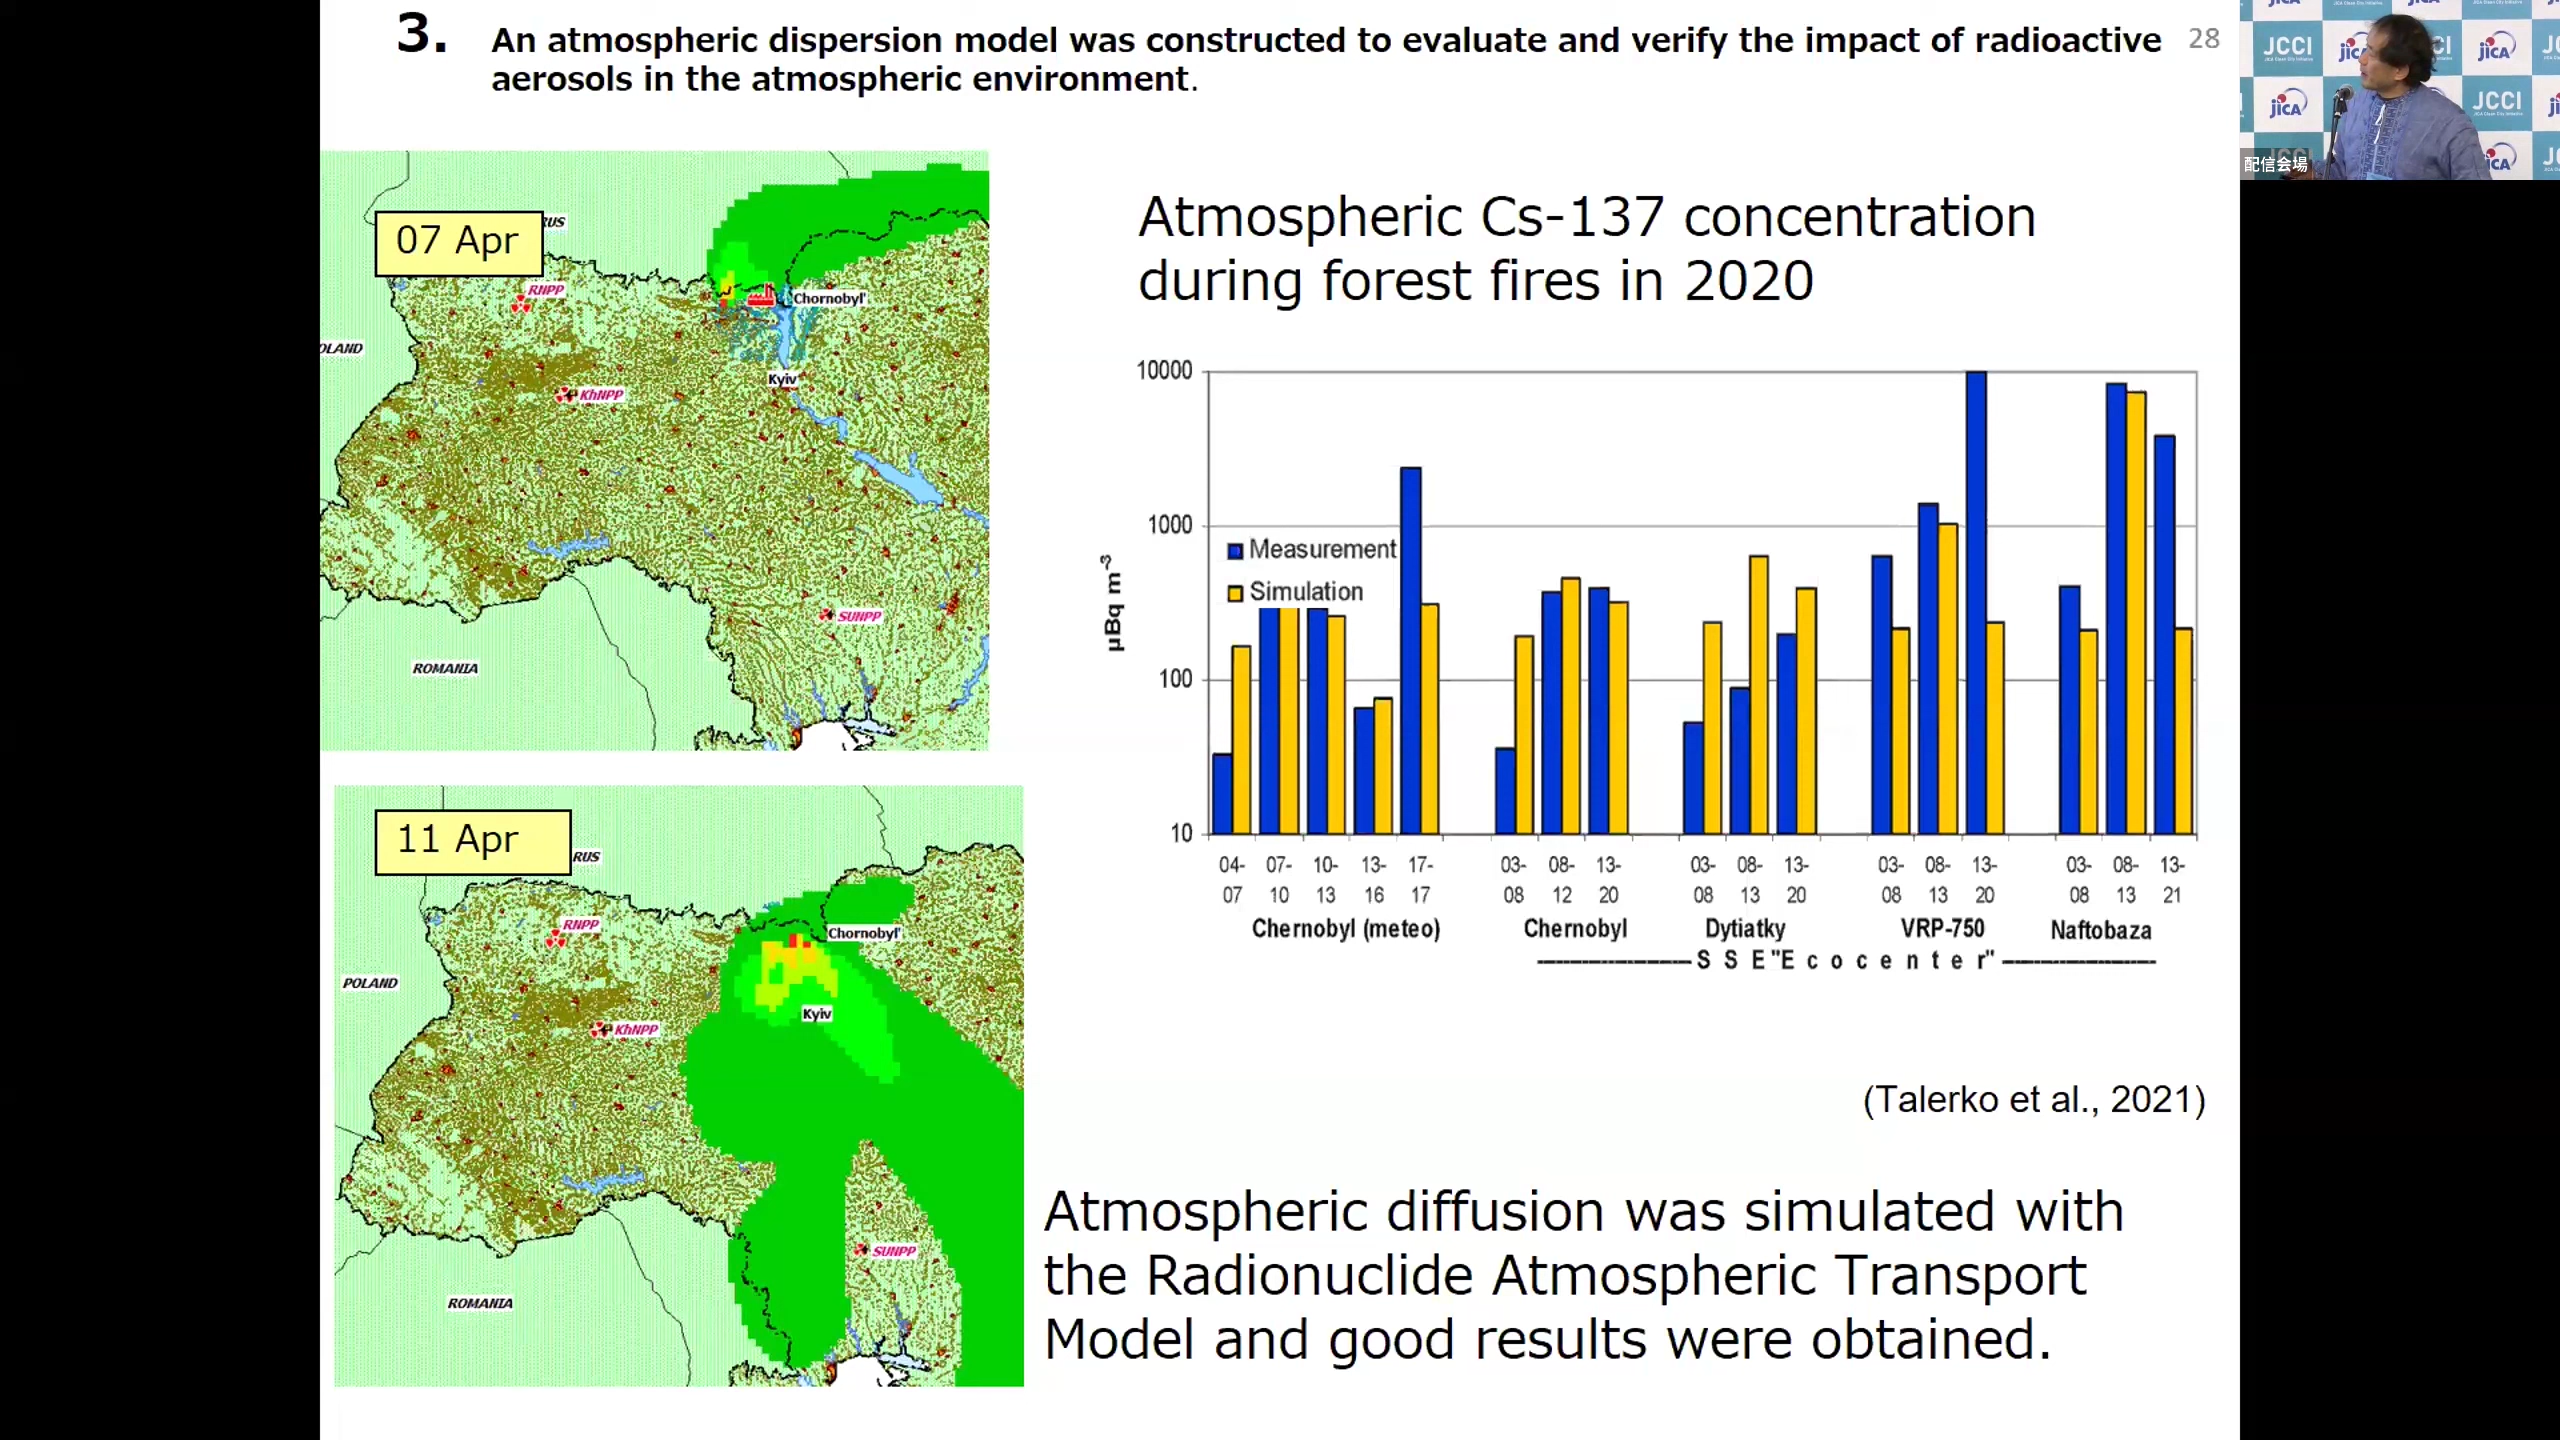 3. An atmospheric dispersion model was constructed to evaluate and verify the impact of radioactive
aerosols in the atmospheric environment.
28
JCCI
JICA
JICA
JCCI
JICA
配信会場
07 Apr
RUS
RNPP
Chornobyl'
OLAND
Kyiv
KhNPP
SUNPP
ROMANIA
11 Apr
RUS
RNPP
Chornobyl'
POLAND
Kyiv
KhNPP
SUNPP
ROMANIA
Atmospheric Cs-137 concentration
during forest fires in 2020
10000
1000
100
10
µBq m⁻³
Measurement
Simulation
04- 07- 10- 13- 17- 03- 08- 13- 03- 08- 13- 03- 08- 13- 03- 08- 13-
07 10 13 16 17 08 12 20 08 13 20 08 13 20 08 13 21
Chernobyl (meteo) Chernobyl Dytiatky VRP-750 Naftobaza
SSE"Ecocenter"
(Talerko et al., 2021)
Atmospheric diffusion was simulated with
the Radionuclide Atmospheric Transport
Model and good results were obtained.